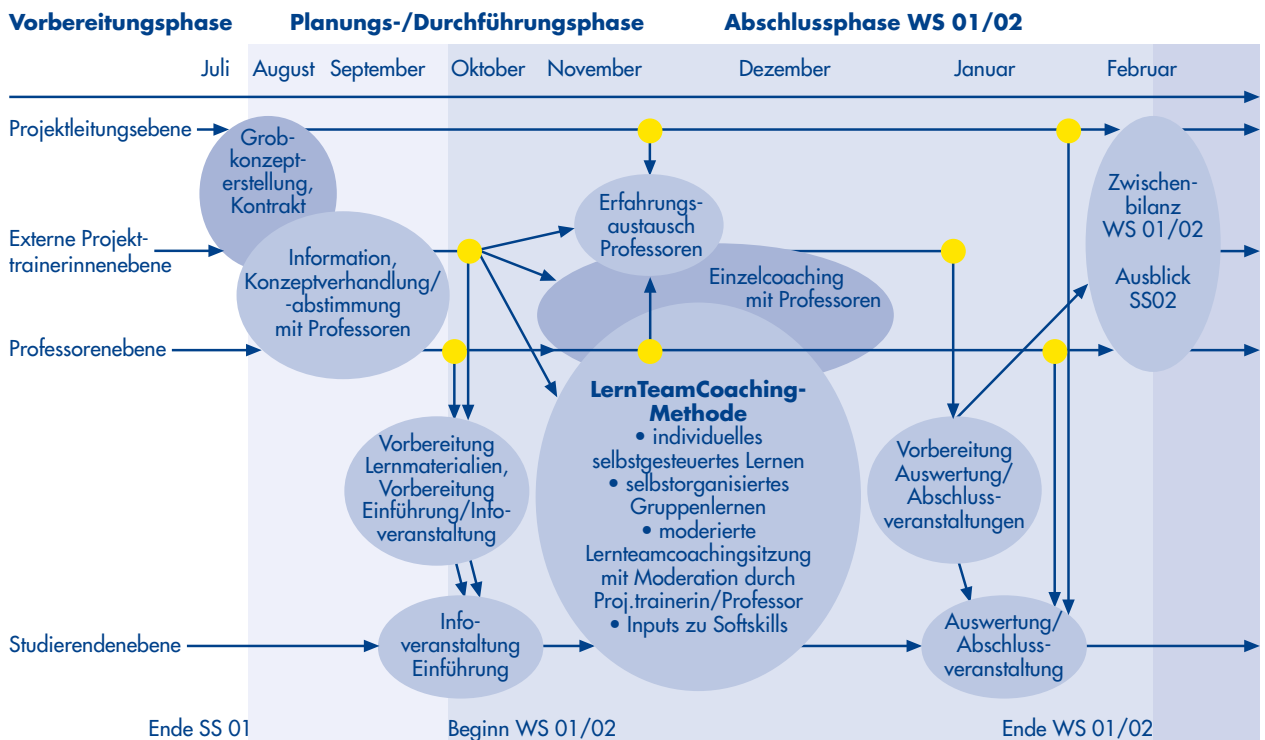 Vorbereitungsphase Planungs-/Durchführungsphase Abschlussphase WS 01/02
Juli August September Oktober November Dezember Januar Februar
Projektleitungsebene
Grob-
konzept-
erstellung,
Kontrakt
Externe Projekt-
trainerinnenebene
Information,
Konzeptverhandlung/
-abstimmung
mit Professoren
Erfahrungs-
austausch
Professoren
Einzelcoaching
mit Professoren
Zwischen-
bilanz
WS 01/02
Ausblick
SS02
Professorenebene
LernTeamCoaching-
Methode
• individuelles
selbstgesteuertes Lernen
• selbstorganisiertes
Gruppenlernen
• moderierte
Lernteamcoachingsitzung
mit Moderation durch
Proj.trainerin/Professor
• Inputs zu Softskills
Vorbereitung
Lernmaterialien,
Vorbereitung
Einführung/Info-
veranstaltung
Vorbereitung
Auswertung/
Abschluss-
veranstaltungen
Studierendenebene
Info-
veranstaltung
Einführung
Auswertung/
Abschluss-
veranstaltung
Ende SS 01 Beginn WS 01/02 Ende WS 01/02